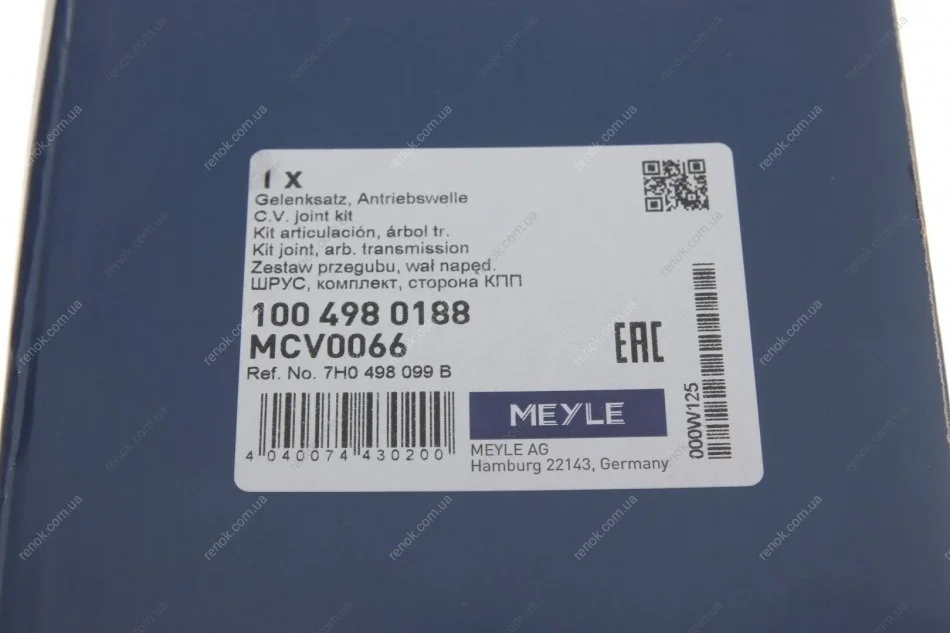 1 x
Gelenksatz, Antriebswelle
C.V. joint kit
Kit articulación, árbol tr.
Kit joint, arb. transmission
Zestaw przegubu, wał napęd.
ШРУС, комплект, сторона КПП
100 498 0188
MCV0066
Ref. No. 7H0 498 099 B
4 040074 430200
EAC
MEYLE
MEYLE AG
Hamburg 22143, Germany
000W125
renok.com.ua